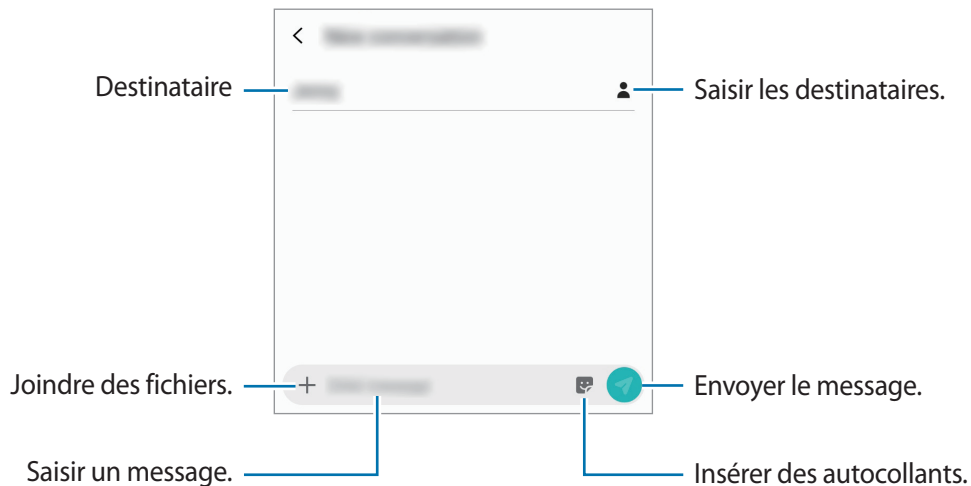 Destinataire
Saisir les destinataires.
Joindre des fichiers.
Envoyer le message.
Saisir un message.
Insérer des autocollants.